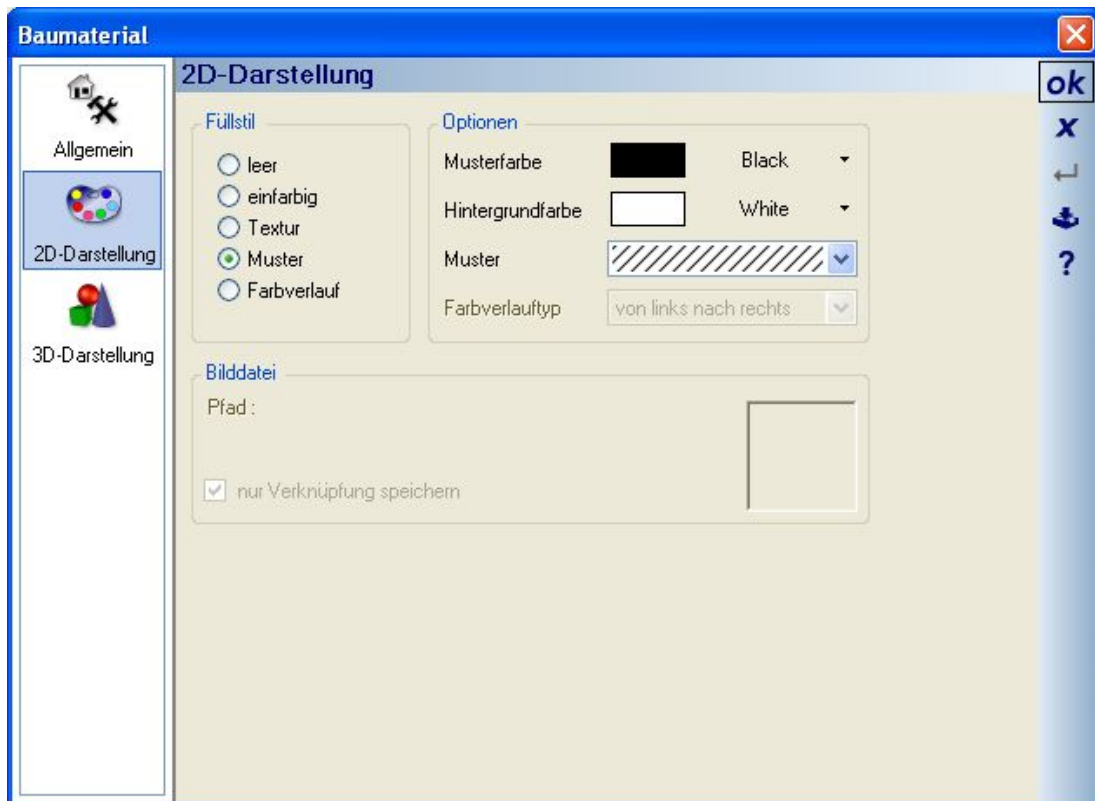 Baumaterial
Allgemein
2D-Darstellung
3D-Darstellung
2D-Darstellung
Füllstil
leer
einfarbig
Textur
Muster
Farbverlauf
Optionen
Musterfarbe Black
Hintergrundfarbe White
Muster
Farbverlauftyp von links nach rechts
Bilddatei
Pfad :
nur Verknüpfung speichern
ok
x
?